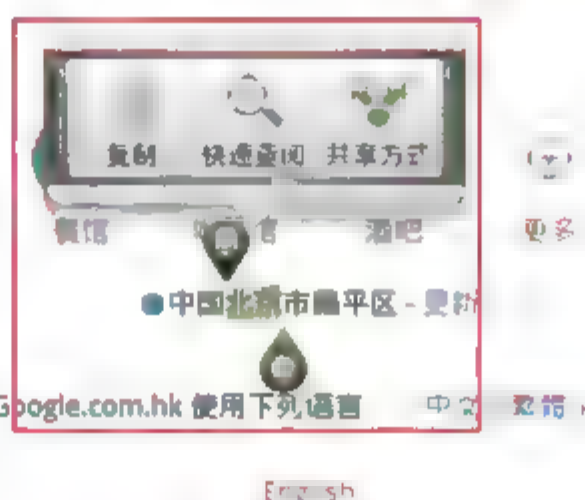 复制 快速查阅 共享方式
餐馆 酒吧 更多
中国北京市昌平区 - 更新
Google.com.hk 使用下列语言 中文 繁體
English